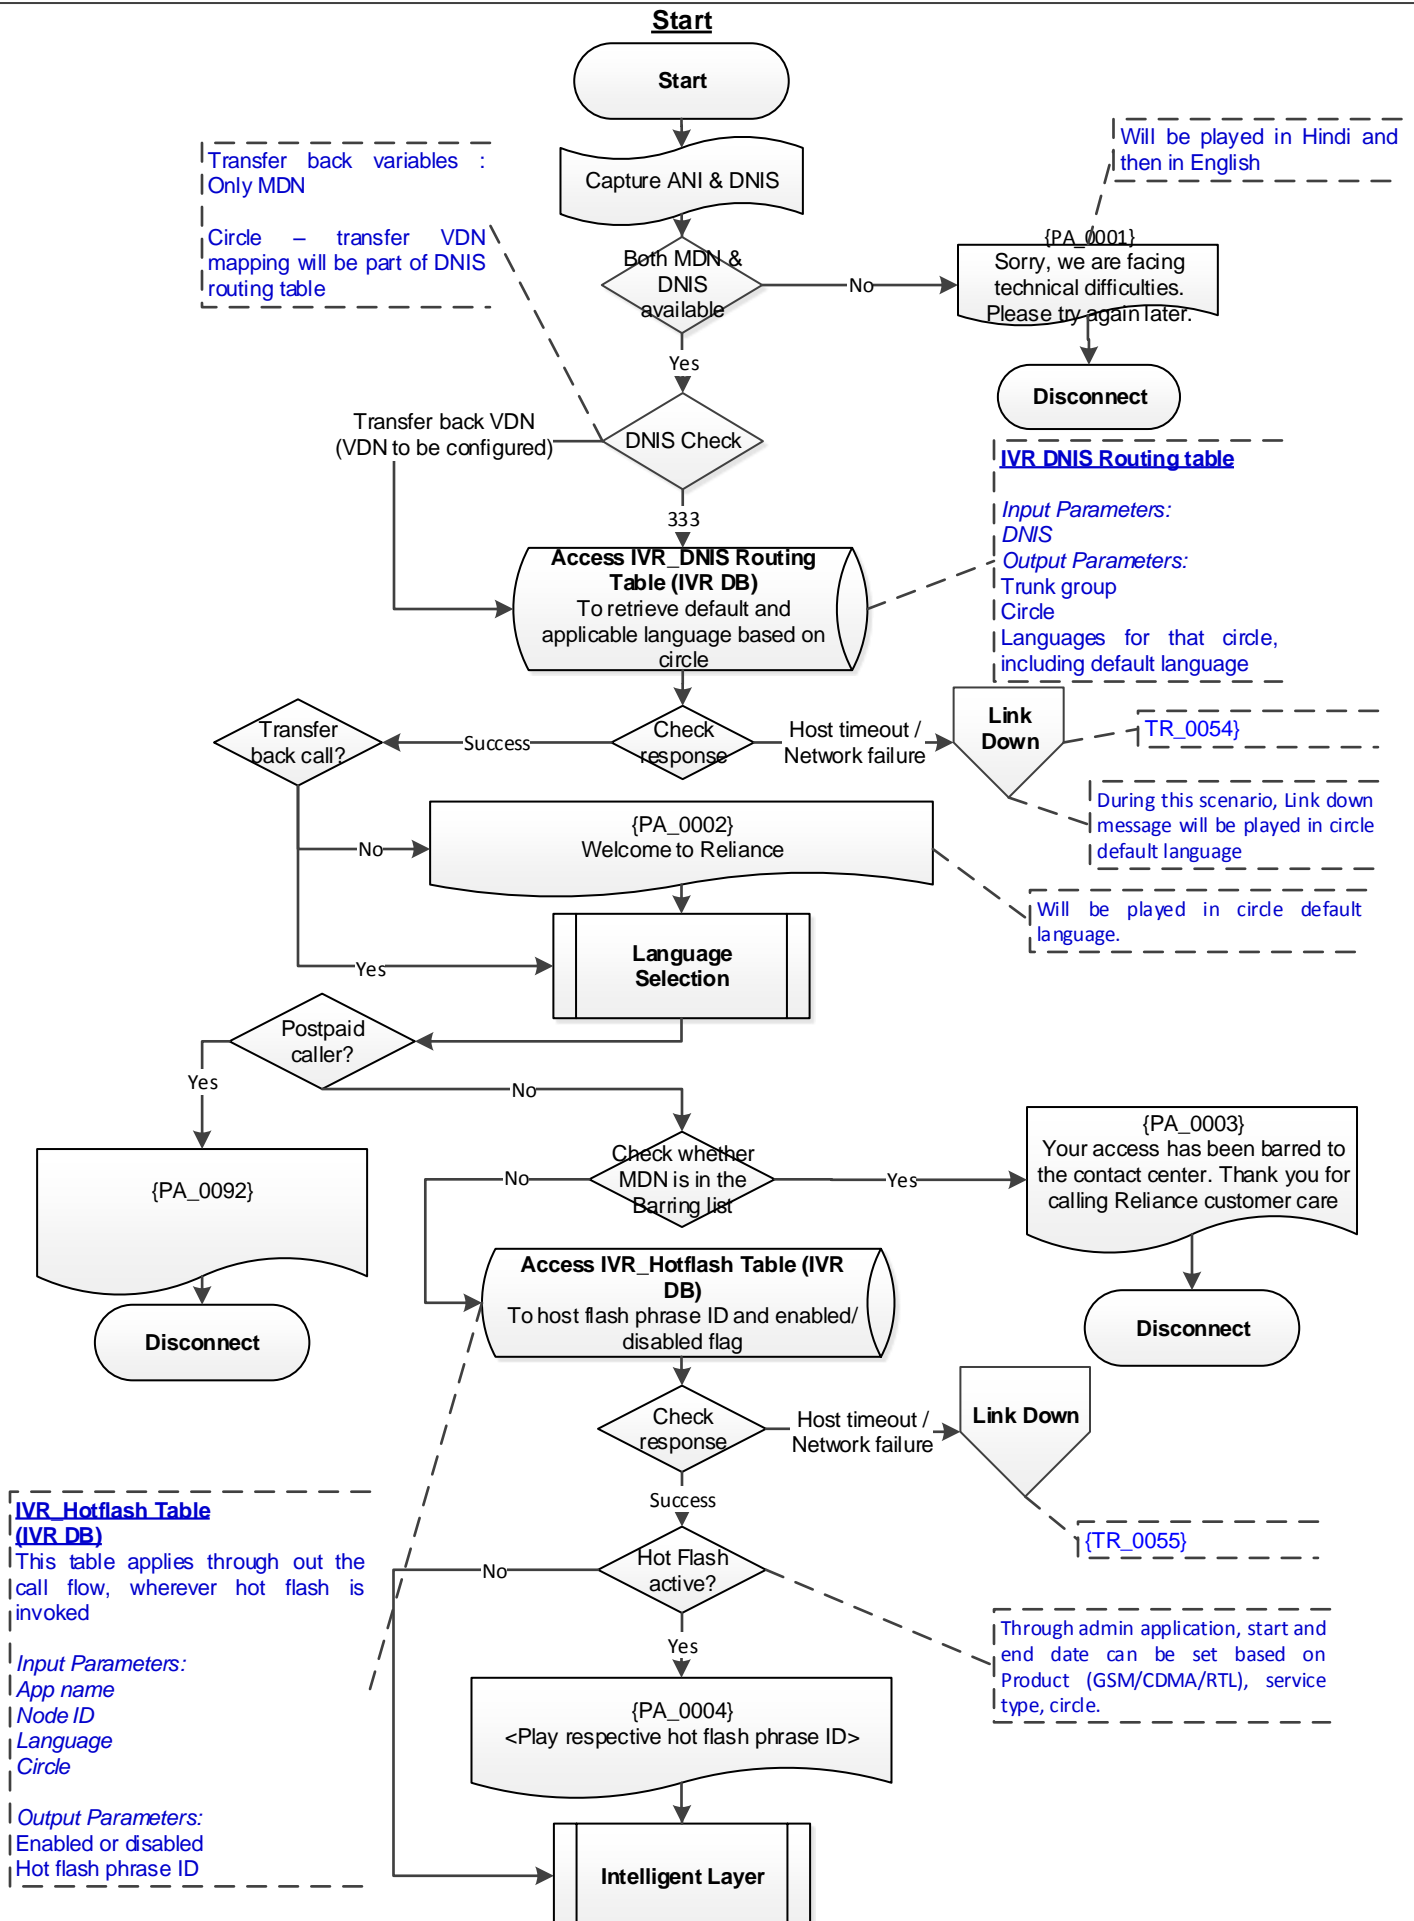 Start
Start
Transfer back variables :
Only MDN
Circle – transfer VDN
mapping will be part of DNIS
routing table
Capture ANI & DNIS
Will be played in Hindi and
then in English
Both MDN &
DNIS
available
No
{PA_0001}
Sorry, we are facing
technical difficulties.
Please try again later.
Yes
Disconnect
Transfer back VDN
(VDN to be configured)
DNIS Check
333
IVR DNIS Routing table
Input Parameters:
DNIS
Output Parameters:
Trunk group
Circle
Languages for that circle,
including default language
Access IVR_DNIS Routing
Table (IVR DB)
To retrieve default and
applicable language based on
circle
Transfer
back call?
Success
Check
response
Host timeout /
Network failure
Link
Down
TR_0054}
During this scenario, Link down
message will be played in circle
default language
No
{PA_0002}
Welcome to Reliance
Will be played in circle default
language.
Yes
Language
Selection
Postpaid
caller?
Yes
No
{PA_0092}
Disconnect
Check whether
MDN is in the
Barring list
No
Yes
{PA_0003}
Your access has been barred to
the contact center. Thank you for
calling Reliance customer care
Disconnect
Access IVR_Hotflash Table (IVR
DB)
To host flash phrase ID and enabled/
disabled flag
Check
response
Host timeout /
Network failure
Link Down
{TR_0055}
Success
IVR_Hotflash Table
(IVR DB)
This table applies through out the
call flow, wherever hot flash is
invoked
Input Parameters:
App name
Node ID
Language
Circle
Output Parameters:
Enabled or disabled
Hot flash phrase ID
No
Hot Flash
active?
Yes
Through admin application, start and
end date can be set based on
Product (GSM/CDMA/RTL), service
type, circle.
{PA_0004}
<Play respective hot flash phrase ID>
Intelligent Layer